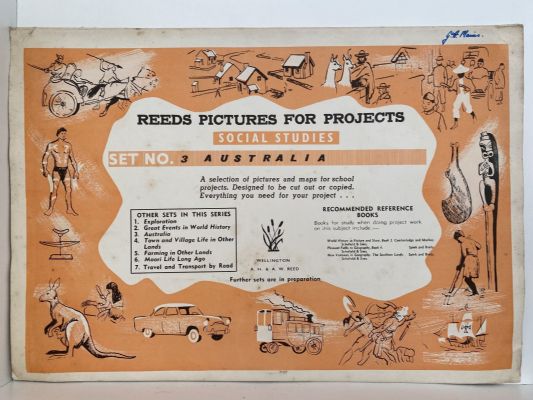 REEDS PICTURES FOR PROJECTS
SOCIAL STUDIES
SET NO. 3 AUSTRALIA
A selection of pictures and maps for school
projects. Designed to be cut out or copied.
Everything you need for your project . . .
OTHER SETS IN THIS SERIES
1. Exploration
2. Great Events in World History
3. Australia
4. Town and Village Life in Other
Lands
5. Farming in Other Lands
6. Maori Life Long Ago
7. Travel and Transport by Road
WELLINGTON
A. H. & A. W. REED
Further sets are in preparation
RECOMMENDED REFERENCE
BOOKS
Books for study when doing project work
on this subject include :—